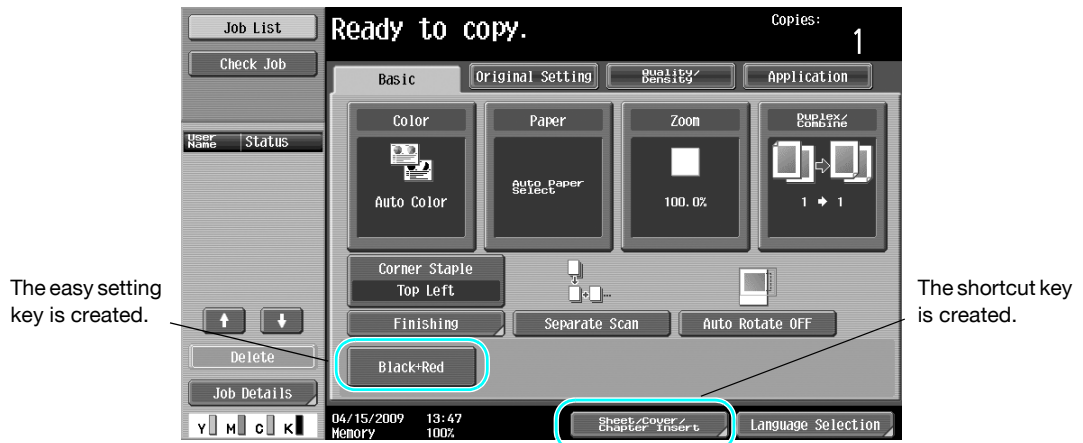 Job List
Check Job
User Name
Status
Delete
Job Details
Y M C K
Ready to copy.
Copies:
1
Basic
Original Setting
Quality/
Density
Application
Color
Auto Color
Paper
Auto Paper
Select
Zoom
100.0%
Duplex/
Combine
1 → 1
Corner Staple
Top Left
Finishing
Separate Scan
Auto Rotate OFF
Black+Red
04/15/2009 13:47
Memory 100%
Sheet/Cover/
Chapter Insert
Language Selection
The easy setting
key is created.
The shortcut key
is created.